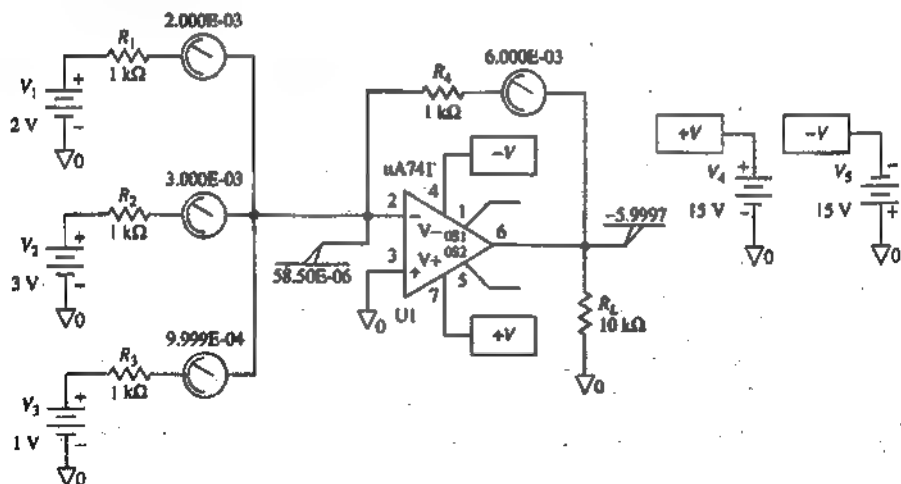 2.000E-03
R1
1 kΩ
V1
+
2 V
−
0
3.000E-03
R2
1 kΩ
V2
+
3 V
−
0
9.999E-04
R3
1 kΩ
V3
+
1 V
−
0
6.000E-03
R4
1 kΩ
uA741
−V
4
2
−
1
V−
0S1
6
58.50E-06
3
+
V+
0S2
5
7
U1
0
+V
−5.9997
RL
10 kΩ
0
+V
V4
+
15 V
−
0
−V
V5
-
15 V
+
0